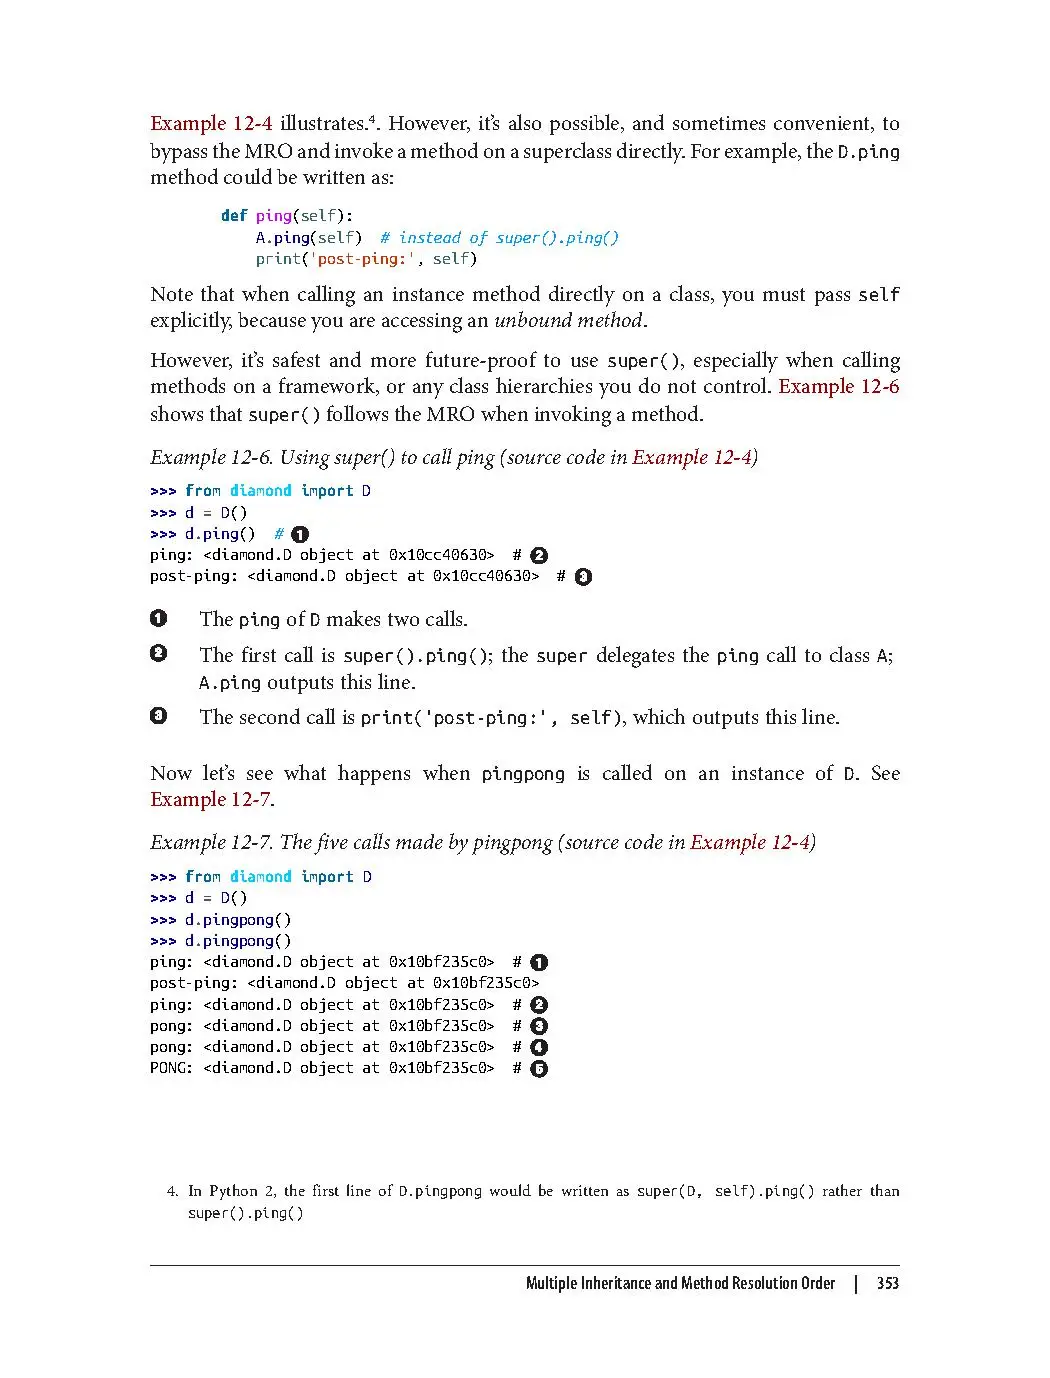 Example 12-4 illustrates.⁴. However, it’s also possible, and sometimes convenient, to
bypass the MRO and invoke a method on a superclass directly. For example, the D.ping
method could be written as:
def ping(self):
    A.ping(self)  # instead of super().ping()
    print('post-ping:', self)
Note that when calling an instance method directly on a class, you must pass self
explicitly, because you are accessing an unbound method.
However, it’s safest and more future-proof to use super(), especially when calling
methods on a framework, or any class hierarchies you do not control. Example 12-6
shows that super() follows the MRO when invoking a method.
Example 12-6. Using super() to call ping (source code in Example 12-4)
>>> from diamond import D
>>> d = D()
>>> d.ping()  # ❶
ping: <diamond.D object at 0x10cc40630>  # ❷
post-ping: <diamond.D object at 0x10cc40630>  # ❸
❶ The ping of D makes two calls.
❷ The first call is super().ping(); the super delegates the ping call to class A;
A.ping outputs this line.
❸ The second call is print('post-ping:', self), which outputs this line.
Now let’s see what happens when pingpong is called on an instance of D. See
Example 12-7.
Example 12-7. The five calls made by pingpong (source code in Example 12-4)
>>> from diamond import D
>>> d = D()
>>> d.pingpong()
>>> d.pingpong()
ping: <diamond.D object at 0x10bf235c0>  # ❶
post-ping: <diamond.D object at 0x10bf235c0>
ping: <diamond.D object at 0x10bf235c0>  # ❷
pong: <diamond.D object at 0x10bf235c0>  # ❸
pong: <diamond.D object at 0x10bf235c0>  # ❹
PONG: <diamond.D object at 0x10bf235c0>  # ❺
4. In Python 2, the first line of D.pingpong would be written as super(D, self).ping() rather than
super().ping()
Multiple Inheritance and Method Resolution Order | 353